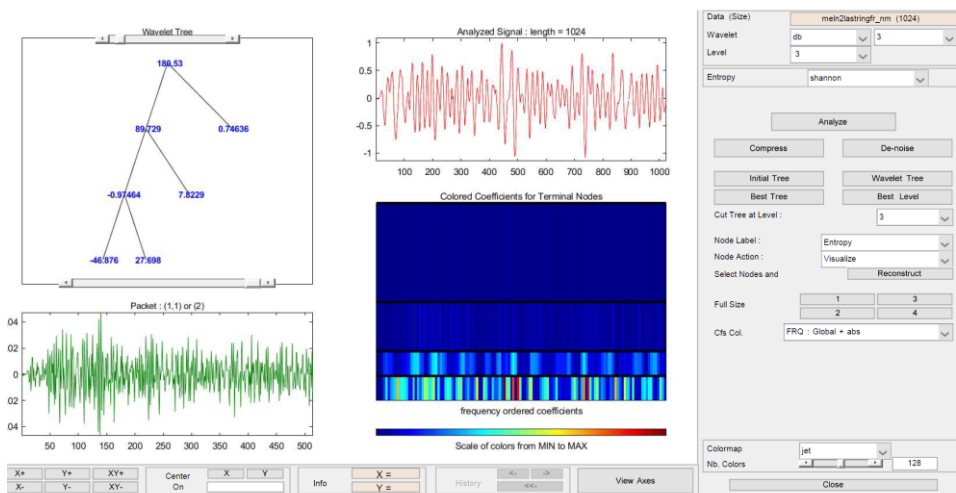 Wavelet Tree
180.53
89.729
0.74636
-0.97464
7.8229
-46.876
27.698
Analyzed Signal : length = 1024
1
0.5
0
-0.5
-1
100 200 300 400 500 600 700 800 900 1000
Packet : (1,1) or (2)
04
02
0
02
04
50 100 150 200 250 300 350 400 450 500
Colored Coefficients for Terminal Nodes
frequency ordered coefficients
Scale of colors from MIN to MAX
Data (Size) meln2lastringfr_nm (1024)
Wavelet db 3
Level 3
Entropy shannon
Analyze
Compress De-noise
Initial Tree Wavelet Tree
Best Tree Best Level
Cut Tree at Level : 3
Node Label : Entropy
Node Action : Visualize
Select Nodes and Reconstruct
Full Size 1 3
2 4
Cfs Col. FRQ : Global + abs
Colormap jet
Nb. Colors 128
Close
X+ Y+ XY+
X- Y- XY-
Center On X Y
Info X =
Y =
History <- ->
<<-
View Axes